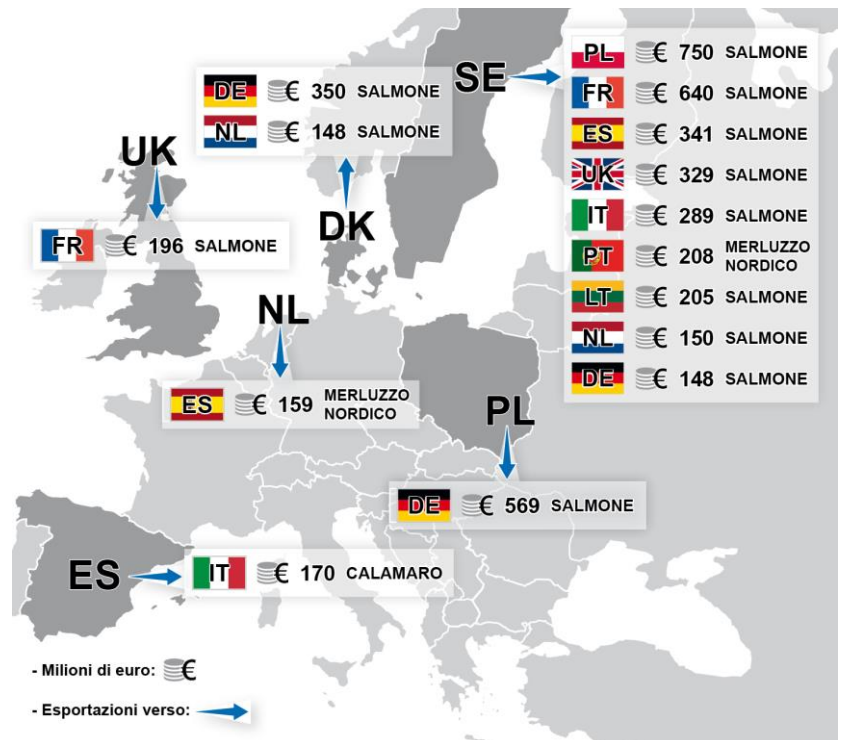 SE
PL € 750 SALMONE
FR € 640 SALMONE
ES € 341 SALMONE
UK € 329 SALMONE
IT € 289 SALMONE
PT € 208 MERLUZZO
NORDICO
LT € 205 SALMONE
NL € 150 SALMONE
DE € 148 SALMONE
DE € 350 SALMONE
NL € 148 SALMONE
DK
UK
FR € 196 SALMONE
NL
ES € 159 MERLUZZO
NORDICO
PL
DE € 569 SALMONE
ES
IT € 170 CALAMARO
- Milioni di euro: €
- Esportazioni verso: